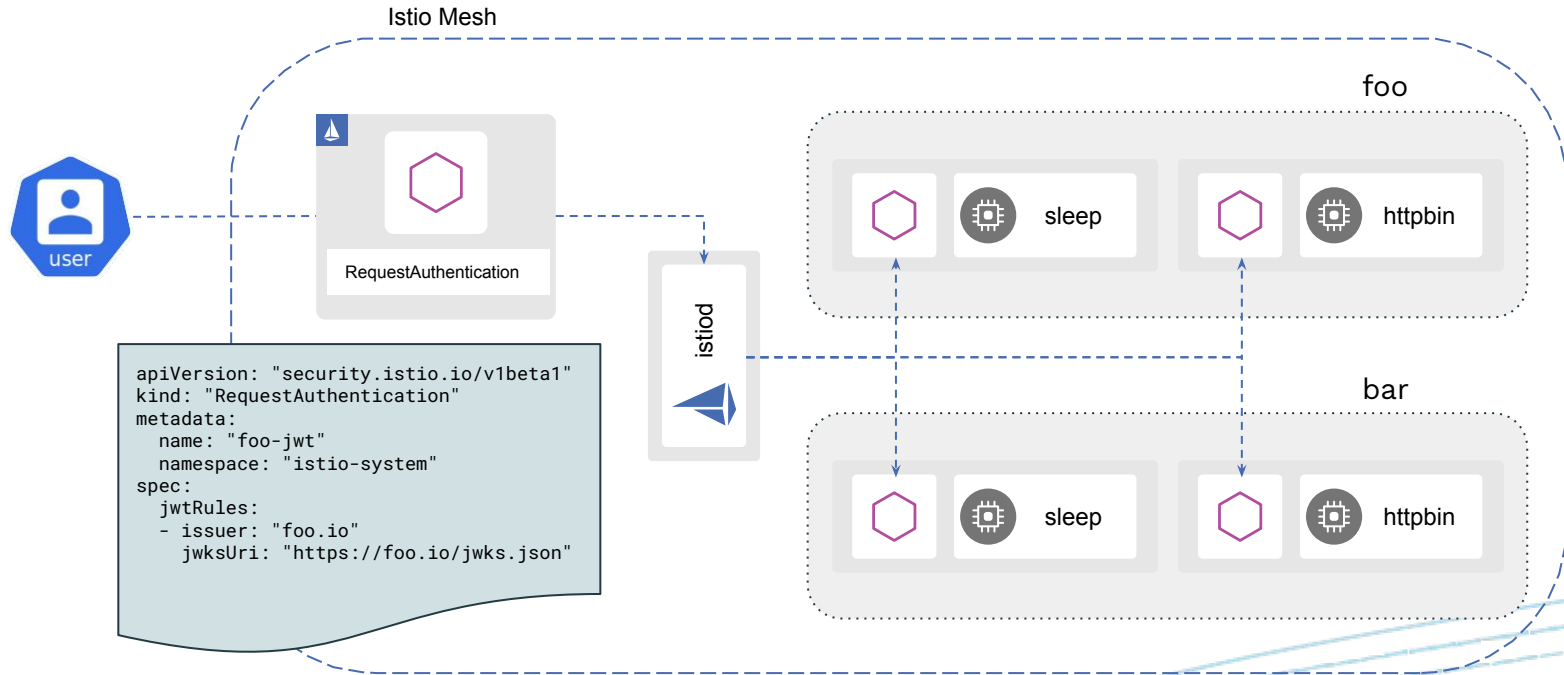 Istio Mesh
foo
user
RequestAuthentication
sleep
httpbin
istiod
apiVersion: "security.istio.io/v1beta1"
kind: "RequestAuthentication"
metadata:
  name: "foo-jwt"
  namespace: "istio-system"
spec:
  jwtRules:
  - issuer: "foo.io"
    jwksUri: "https://foo.io/jwks.json"
bar
sleep
httpbin